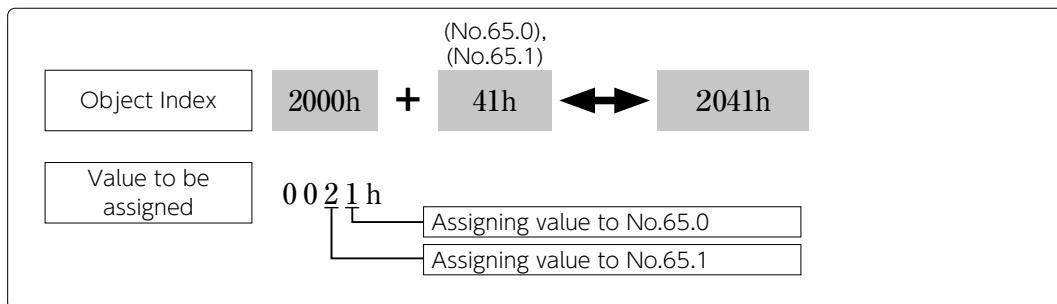 (No.65.0),
(No.65.1)
Object Index 2000h + 41h 2041h
Value to be
assigned
0021h
Assigning value to No.65.0
Assigning value to No.65.1